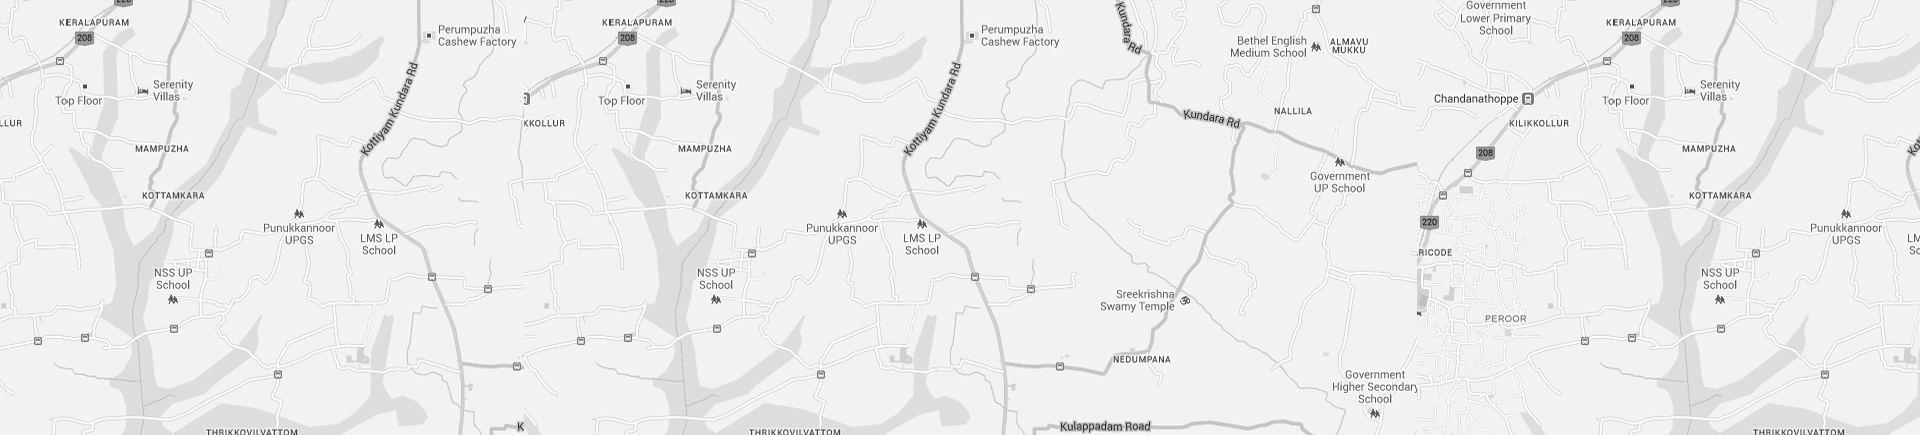 KERALAPURAM
208
Perumpuzha
Cashew Factory
Kottiyam Kundara Rd
Serenity
Villas
Top Floor
LLUR
MAMPUZHA
KOTTAMKARA
Punukkannoor
UPGS
LMS LP
School
NSS UP
School
THRIKKOVILVATTOM
K
KERALAPURAM
208
Perumpuzha
Cashew Factory
Kottiyam Kundara Rd
Serenity
Villas
Top Floor
KKOLLUR
MAMPUZHA
KOTTAMKARA
Punukkannoor
UPGS
LMS LP
School
NSS UP
School
THRIKKOVILVATTOM
Kundara Rd
Bethel English
Medium School
ALMAVU
MUKKU
Kundara Rd
NALLILA
Government
UP School
Sreekrishna
Swamy Temple
NEDUMPANA
Government
Higher Secondary
School
Kulappadam Road
Government
Lower Primary
School
KERALAPURAM
208
Chandanathoppe
Top Floor
Serenity
Villas
KILIKKOLLUR
208
MAMPUZHA
Kot
KOTTAMKARA
220
Punukkannoor
UPGS
LMS
Sc
RICODE
NSS UP
School
PEROOR
THRIKKOVILVATTOM